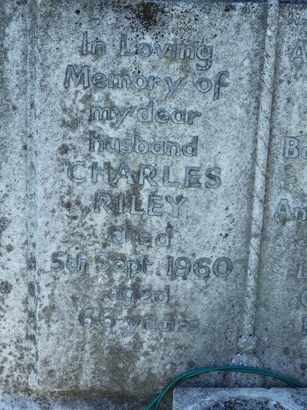 In Loving
Memory of
my dear
husband
CHARLES
RILEY
died
5th Sept. 1960
aged
66 years